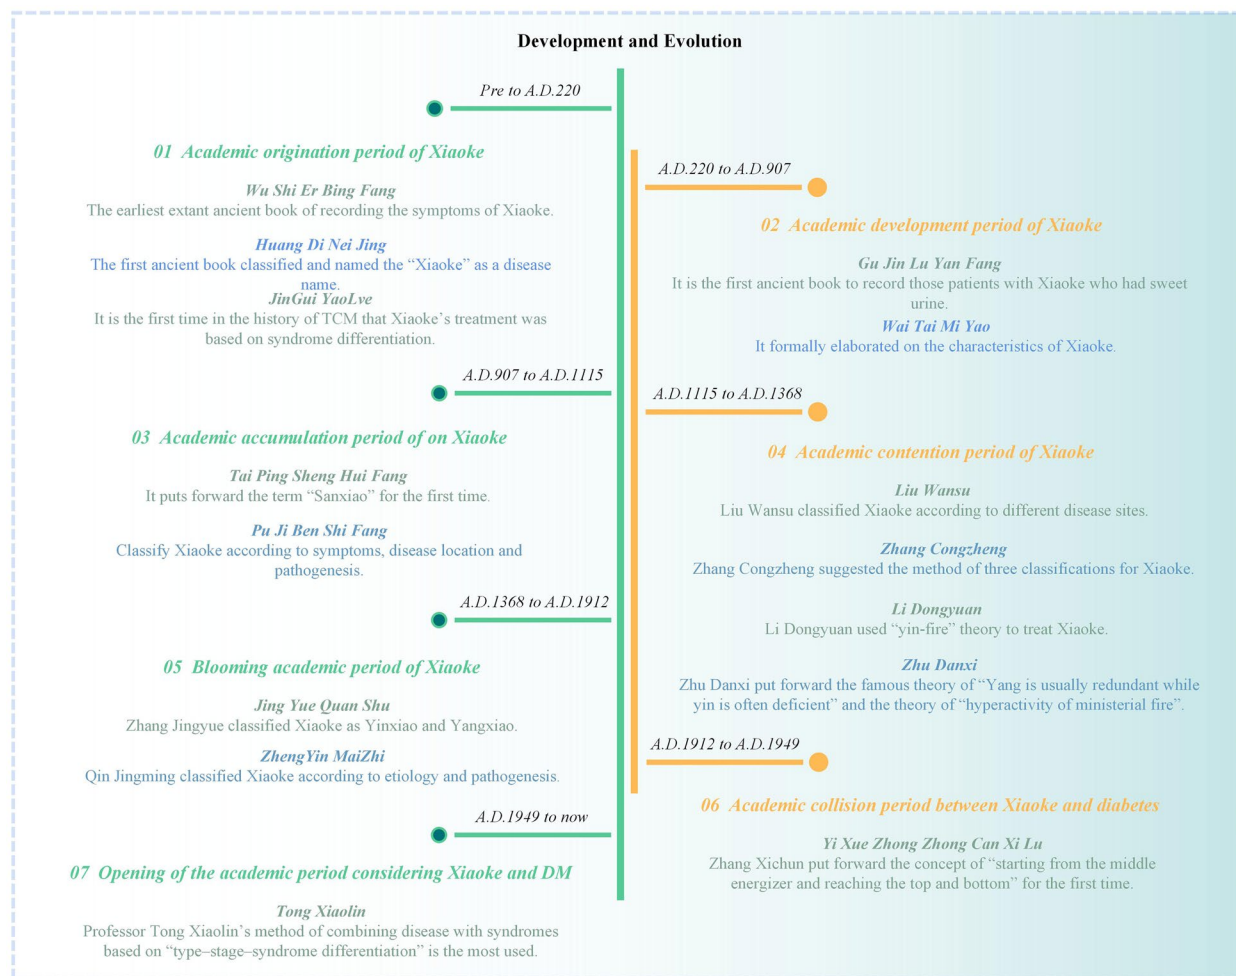 Development and Evolution
Pre to A.D.220
01 Academic origination period of Xiaoke
Wu Shi Er Bing Fang
The earliest extant ancient book of recording the symptoms of Xiaoke.
Huang Di Nei Jing
The first ancient book classified and named the “Xiaoke” as a disease
name.
JinGui YaoLve
It is the first time in the history of TCM that Xiaoke’s treatment was
based on syndrome differentiation.
A.D.220 to A.D.907
02 Academic development period of Xiaoke
Gu Jin Lu Yan Fang
It is the first ancient book to record those patients with Xiaoke who had sweet
urine.
Wai Tai Mi Yao
It formally elaborated on the characteristics of Xiaoke.
A.D.907 to A.D.1115
03 Academic accumulation period of on Xiaoke
Tai Ping Sheng Hui Fang
It puts forward the term “Sanxiao” for the first time.
Pu Ji Ben Shi Fang
Classify Xiaoke according to symptoms, disease location and
pathogenesis.
A.D.1115 to A.D.1368
04 Academic contention period of Xiaoke
Liu Wansu
Liu Wansu classified Xiaoke according to different disease sites.
Zhang Congzheng
Zhang Congzheng suggested the method of three classifications for Xiaoke.
Li Dongyuan
Li Dongyuan used “yin-fire” theory to treat Xiaoke.
Zhu Danxi
Zhu Danxi put forward the famous theory of “Yang is usually redundant while
yin is often deficient” and the theory of “hyperactivity of ministerial fire”.
A.D.1368 to A.D.1912
05 Blooming academic period of Xiaoke
Jing Yue Quan Shu
Zhang Jingyue classified Xiaoke as Yinxiao and Yangxiao.
ZhengYin MaiZhi
Qin Jingming classified Xiaoke according to etiology and pathogenesis.
A.D.1912 to A.D.1949
06 Academic collision period between Xiaoke and diabetes
Yi Xue Zhong Zhong Can Xi Lu
Zhang Xichun put forward the concept of “starting from the middle
energizer and reaching the top and bottom” for the first time.
A.D.1949 to now
07 Opening of the academic period considering Xiaoke and DM
Tong Xiaolin
Professor Tong Xiaolin’s method of combining disease with syndromes
based on “type–stage–syndrome differentiation” is the most used.